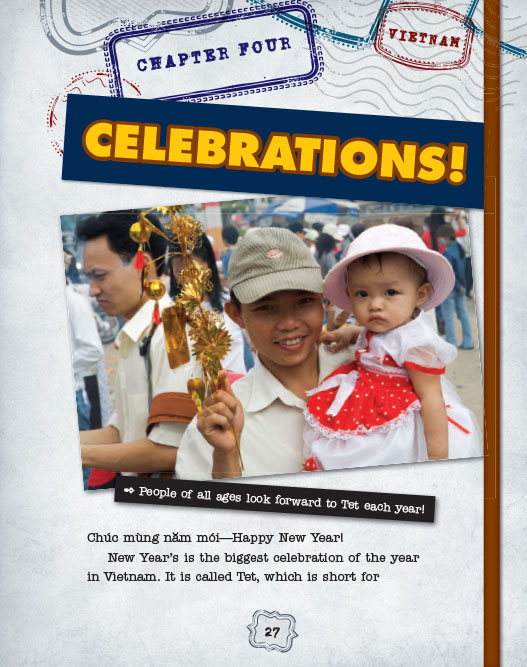 CHAPTER FOUR
VIETNAM
CELEBRATIONS!
➺ People of all ages look forward to Tet each year!
Chúc mùng năm mói—Happy New Year!
New Year's is the biggest celebration of the year
in Vietnam. It is called Tet, which is short for
27